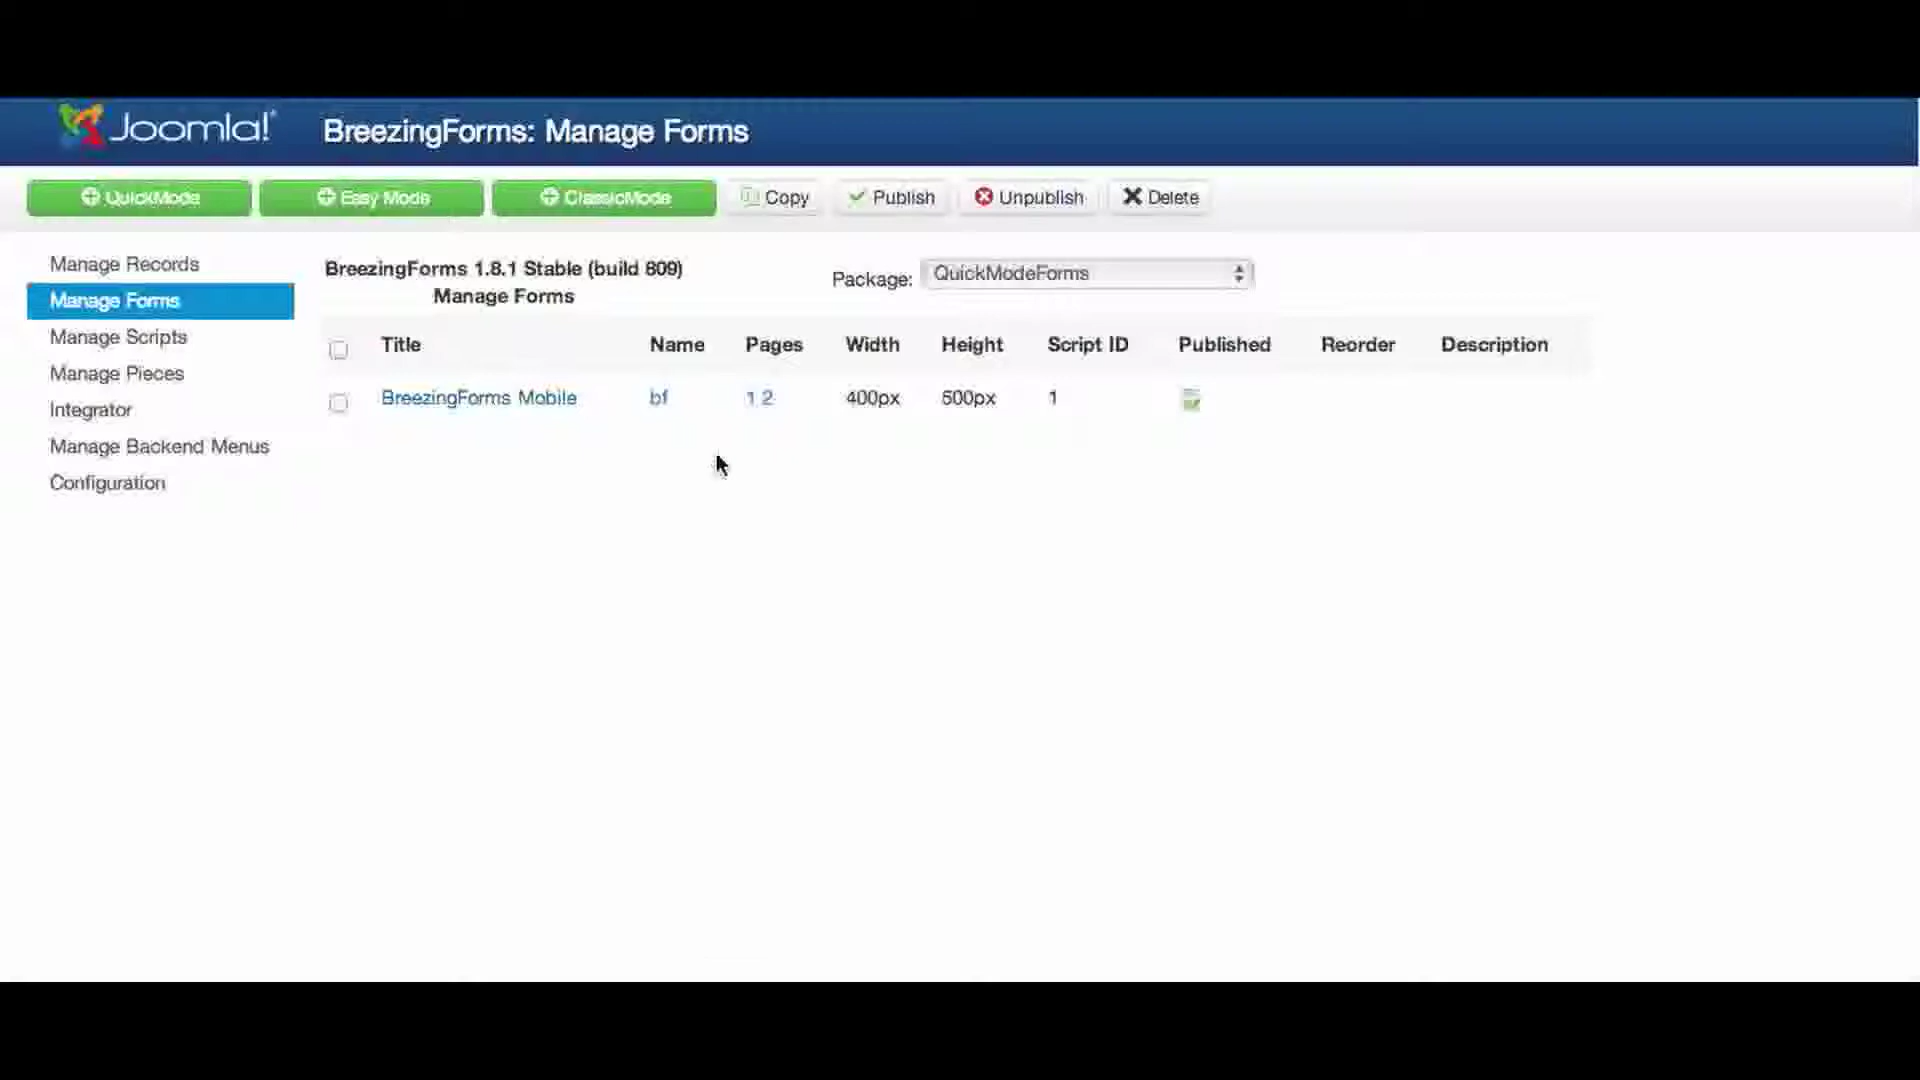 Joomla! BreezingForms: Manage Forms
QuickMode Easy Mode ClassicMode Copy Publish Unpublish Delete
Manage Records
Manage Forms
Manage Scripts
Manage Pieces
Integrator
Manage Backend Menus
Configuration
BreezingForms 1.8.1 Stable (build 809)
Manage Forms
Package: QuickModeForms
Title Name Pages Width Height Script ID Published Reorder Description
BreezingForms Mobile bf 1 2 400px 500px 1